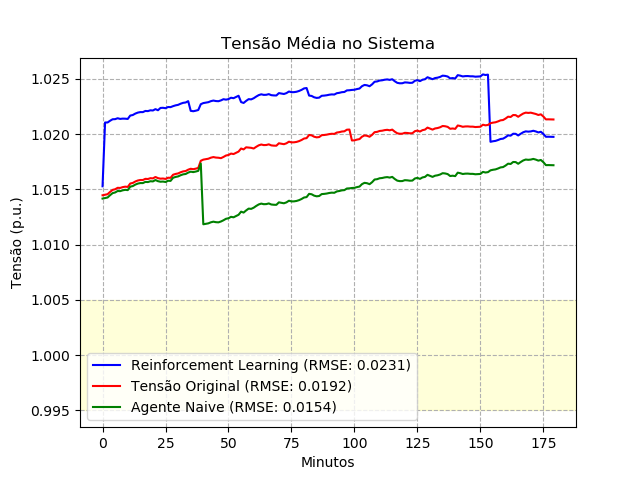 Tensão Média no Sistema
Tensão (p.u.)
1.025
1.020
1.015
1.010
1.005
1.000
0.995
Reinforcement Learning (RMSE: 0.0231)
Tensão Original (RMSE: 0.0192)
Agente Naive (RMSE: 0.0154)
0 25 50 75 100 125 150 175
Minutos